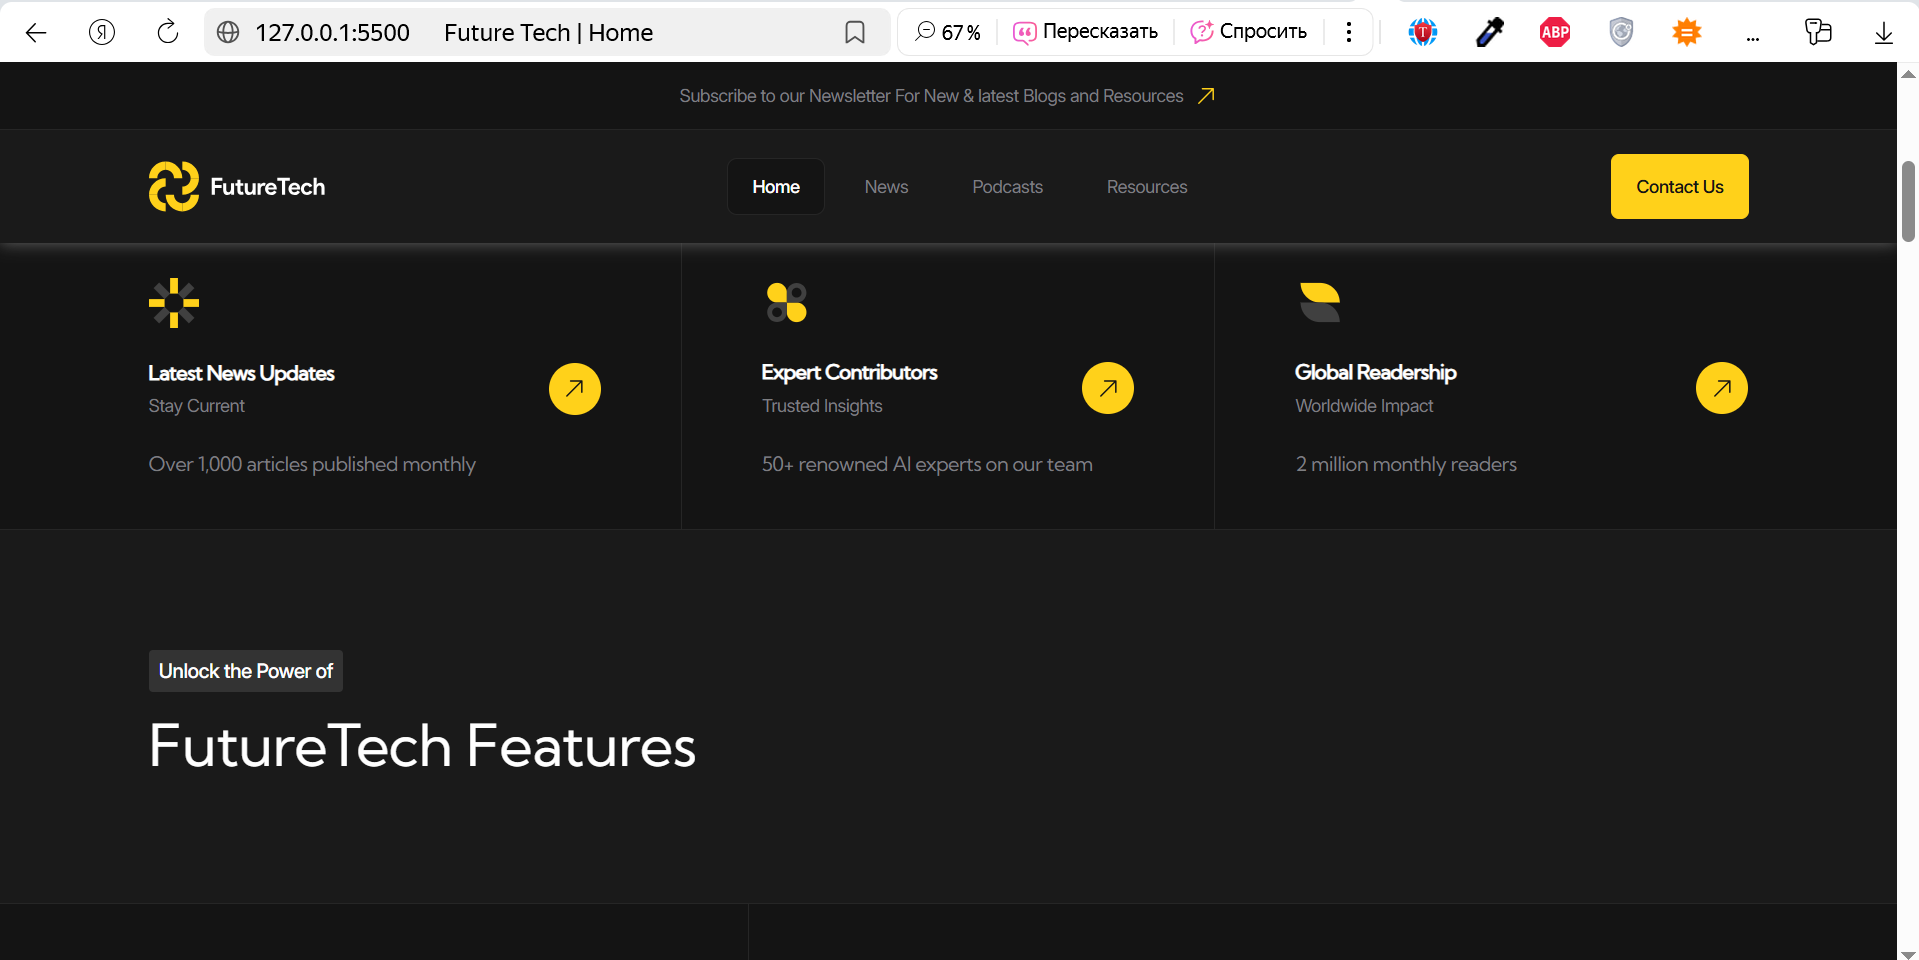 127.0.0.1:5500 Future Tech | Home 67% Пересказать Спросить ABP
Subscribe to our Newsletter For New & latest Blogs and Resources
FutureTech Home News Podcasts Resources Contact Us
Latest News Updates
Stay Current
Over 1,000 articles published monthly
Expert Contributors
Trusted Insights
50+ renowned AI experts on our team
Global Readership
Worldwide Impact
2 million monthly readers
Unlock the Power of
FutureTech Features